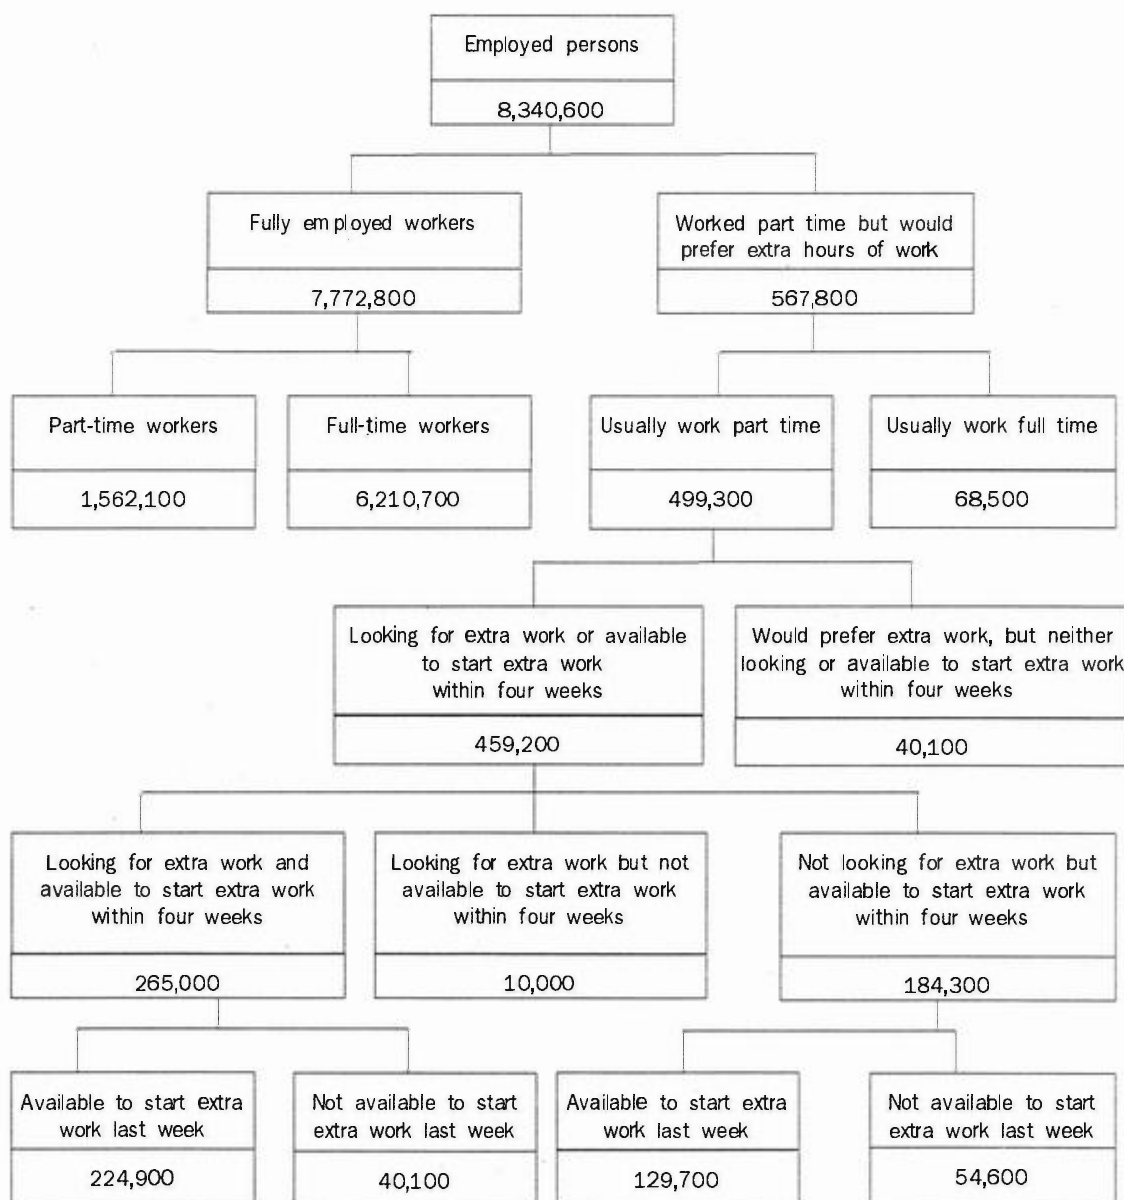 Employed persons
8,340,600
Fully employed workers
7,772,800
Worked part time but would
prefer extra hours of work
567,800
Part-time workers
1,562,100
Full-time workers
6,210,700
Usually work part time
499,300
Usually work full time
68,500
Looking for extra work or available
to start extra work
within four weeks
459,200
Would prefer extra work, but neither
looking or available to start extra work
within four weeks
40,100
Looking for extra work and
available to start extra work
within four weeks
265,000
Looking for extra work but not
available to start extra work
within four weeks
10,000
Not looking for extra work but
available to start extra work
within four weeks
184,300
Available to start extra
work last week
224,900
Not available to start
extra work last week
40,100
Available to start extra
work last week
129,700
Not available to start
extra work last week
54,600